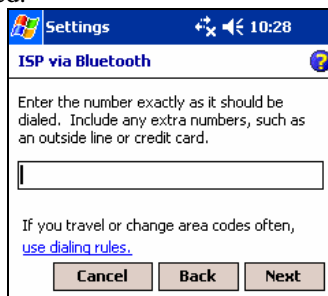 Settings 10:28
ISP via Bluetooth
Enter the number exactly as it should be
dialed. Include any extra numbers, such as
an outside line or credit card.
If you travel or change area codes often,
use dialing rules.
Cancel Back Next